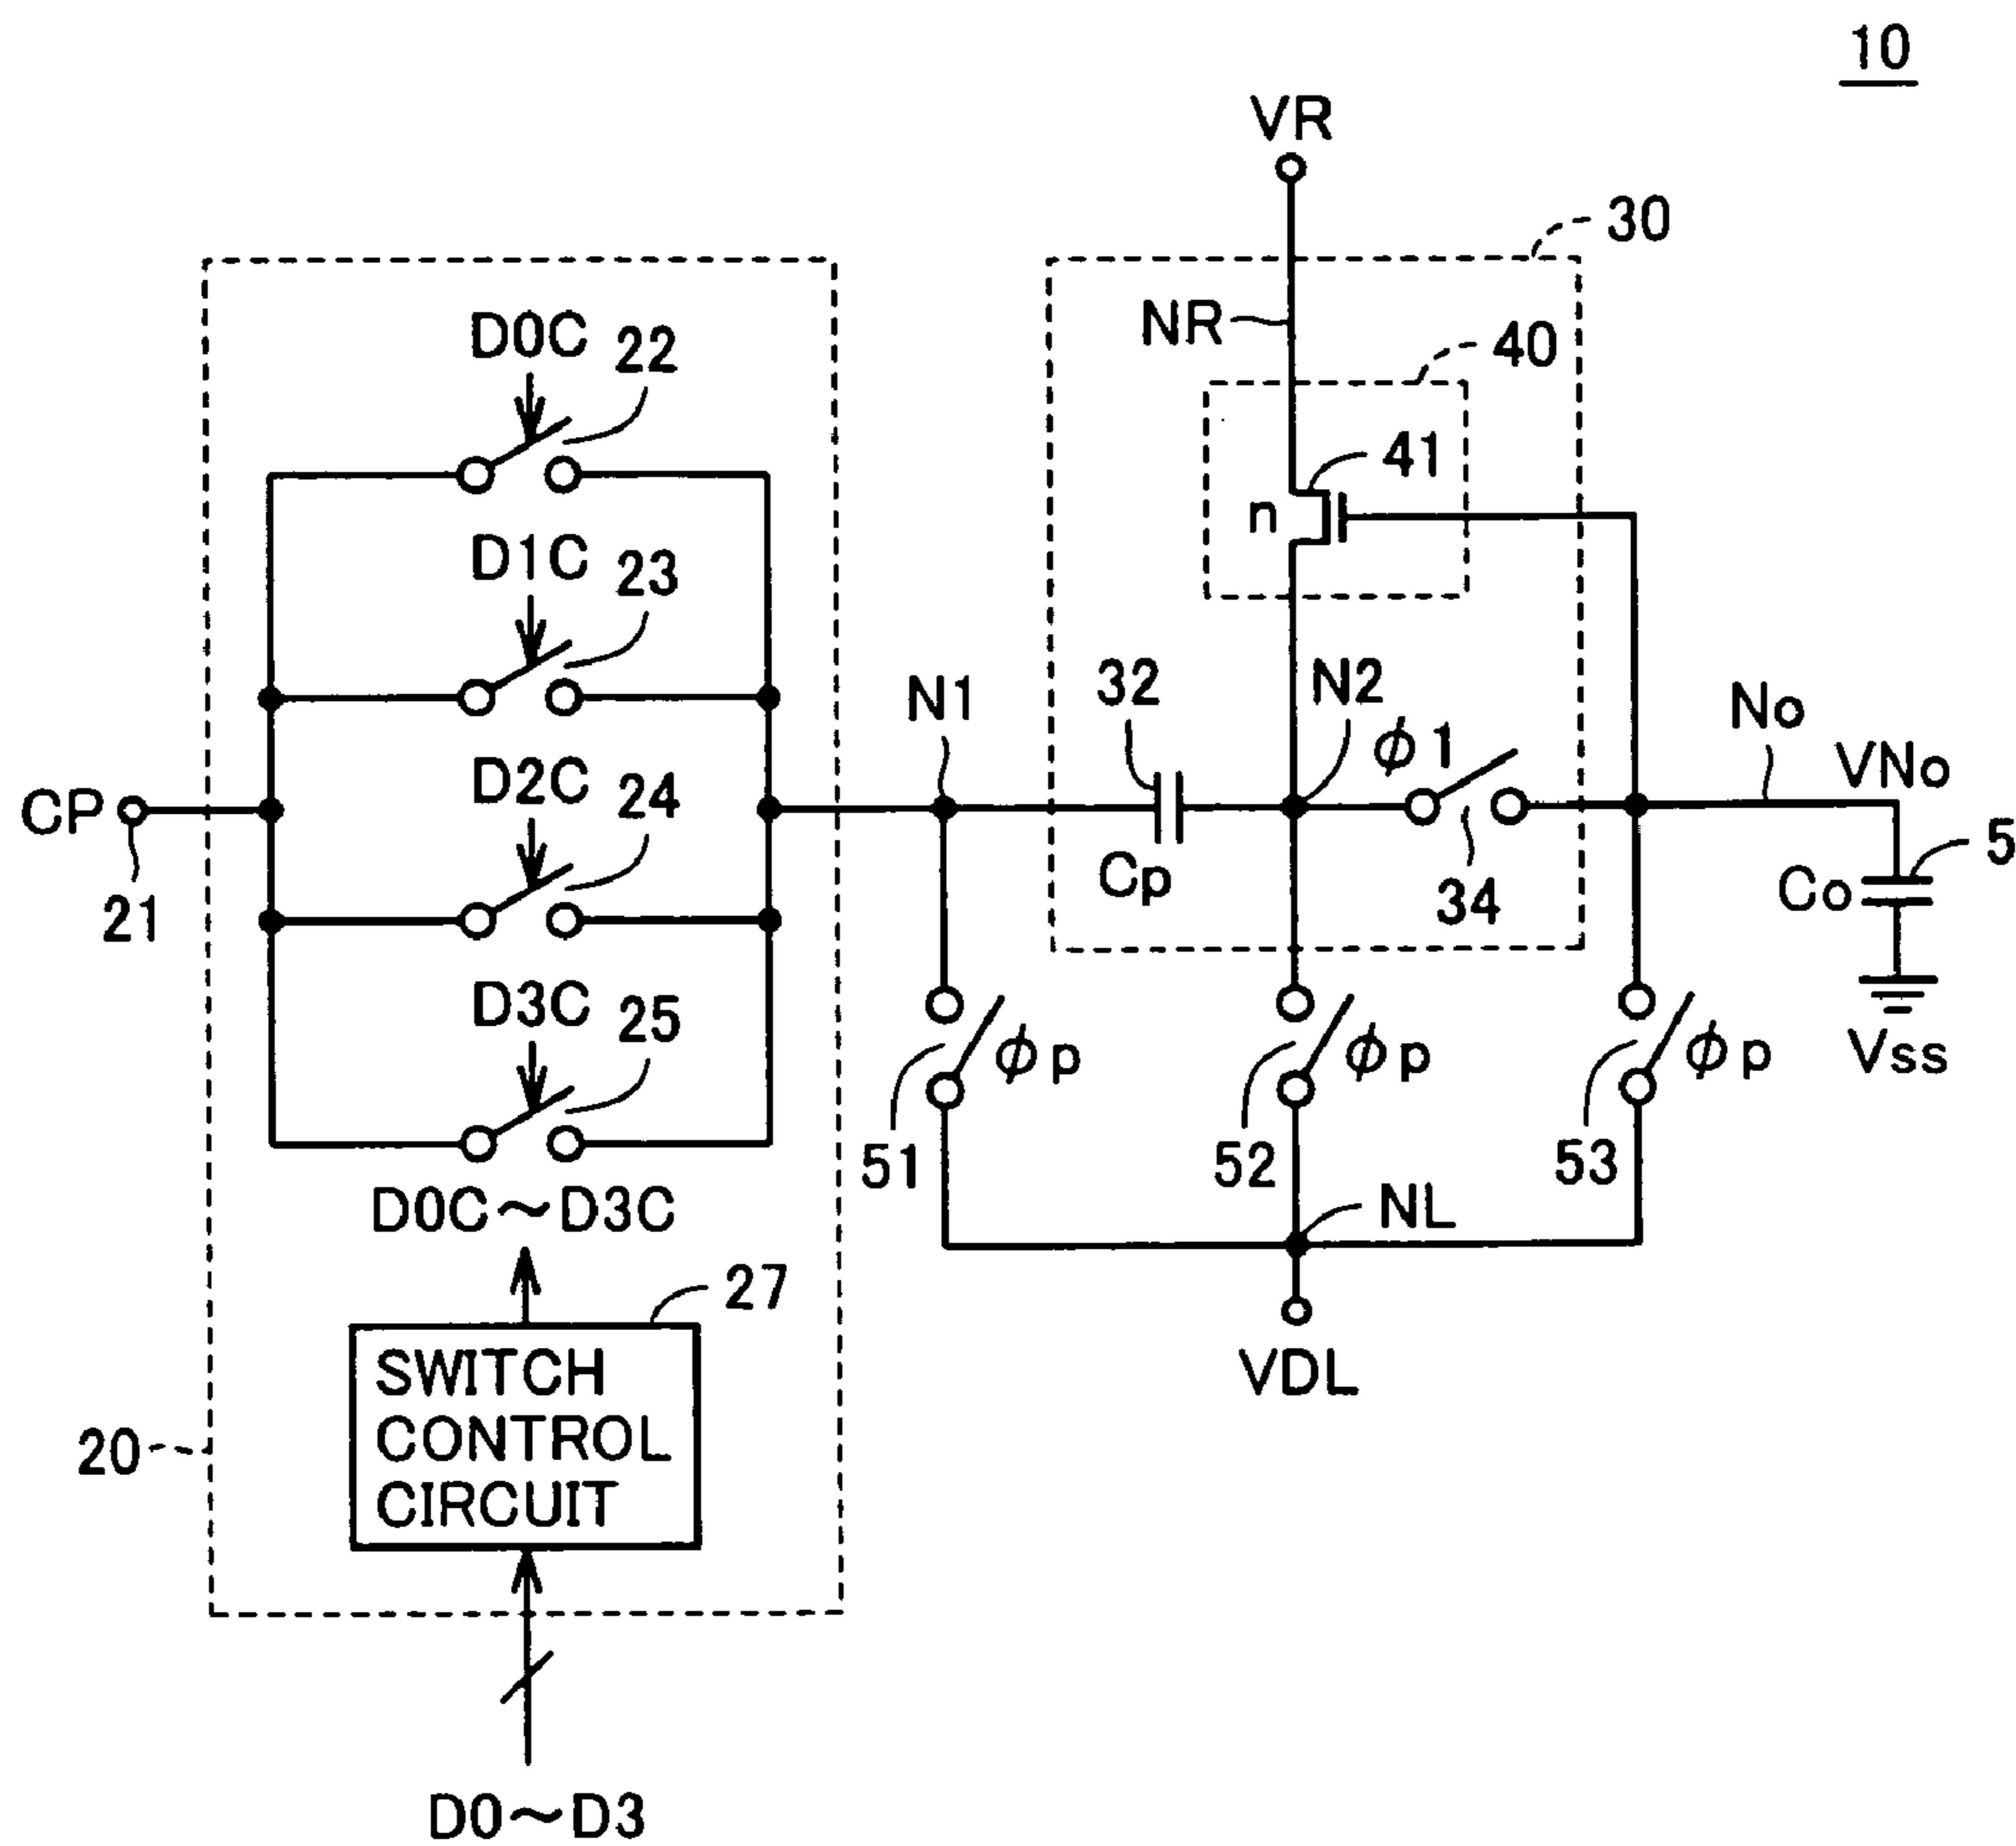 10
VR
30
NR
40
D0C
22
41
n
D1C
23
32
N2
N1
φ1
No
VNo
D2C
24
CP
5
Cp
34
Co
21
D3C
25
φp
φp
φp
Vss
51
52
53
D0C~D3C
NL
27
SWITCH
CONTROL
CIRCUIT
VDL
20
D0~D3